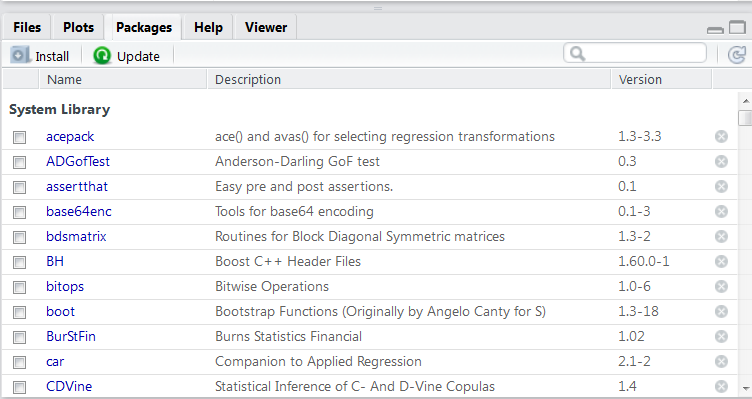 Files Plots Packages Help Viewer
Install Update
Name Description Version
System Library
acepack ace() and avas() for selecting regression transformations 1.3-3.3
ADGofTest Anderson-Darling GoF test 0.3
assertthat Easy pre and post assertions. 0.1
base64enc Tools for base64 encoding 0.1-3
bdsmatrix Routines for Block Diagonal Symmetric matrices 1.3-2
BH Boost C++ Header Files 1.60.0-1
bitops Bitwise Operations 1.0-6
boot Bootstrap Functions (Originally by Angelo Canty for S) 1.3-18
BurStFin Burns Statistics Financial 1.02
car Companion to Applied Regression 2.1-2
CDVine Statistical Inference of C- And D-Vine Copulas 1.4